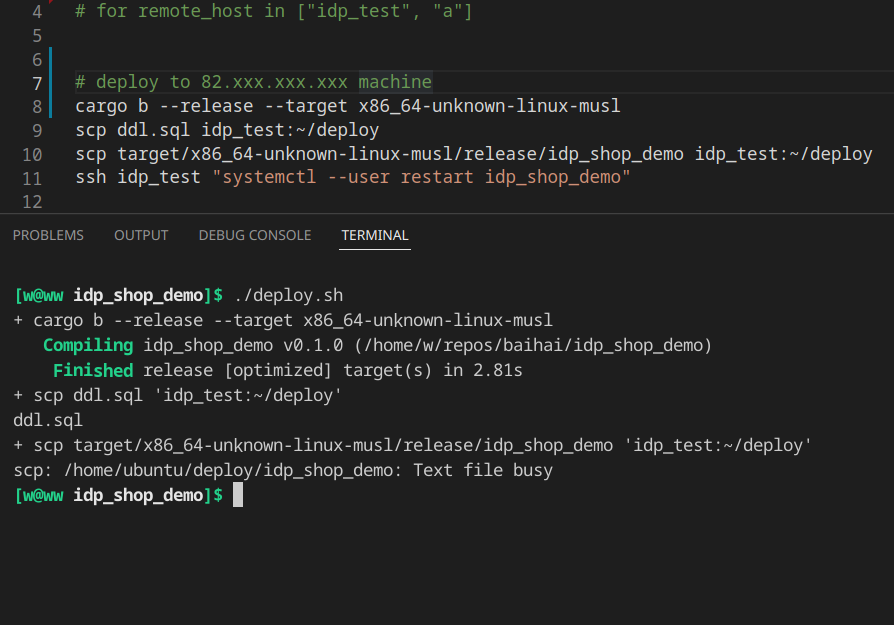 4 # for remote_host in ["idp_test", "a"]
5
6
7 # deploy to 82.xxx.xxx.xxx machine
8 cargo b --release --target x86_64-unknown-linux-musl
9 scp ddl.sql idp_test:~/deploy
10 scp target/x86_64-unknown-linux-musl/release/idp_shop_demo idp_test:~/deploy
11 ssh idp_test "systemctl --user restart idp_shop_demo"
12
PROBLEMS OUTPUT DEBUG CONSOLE TERMINAL
[w@ww idp_shop_demo]$ ./deploy.sh
+ cargo b --release --target x86_64-unknown-linux-musl
Compiling idp_shop_demo v0.1.0 (/home/w/repos/baihai/idp_shop_demo)
Finished release [optimized] target(s) in 2.81s
+ scp ddl.sql 'idp_test:~/deploy'
ddl.sql
+ scp target/x86_64-unknown-linux-musl/release/idp_shop_demo 'idp_test:~/deploy'
scp: /home/ubuntu/deploy/idp_shop_demo: Text file busy
[w@ww idp_shop_demo]$